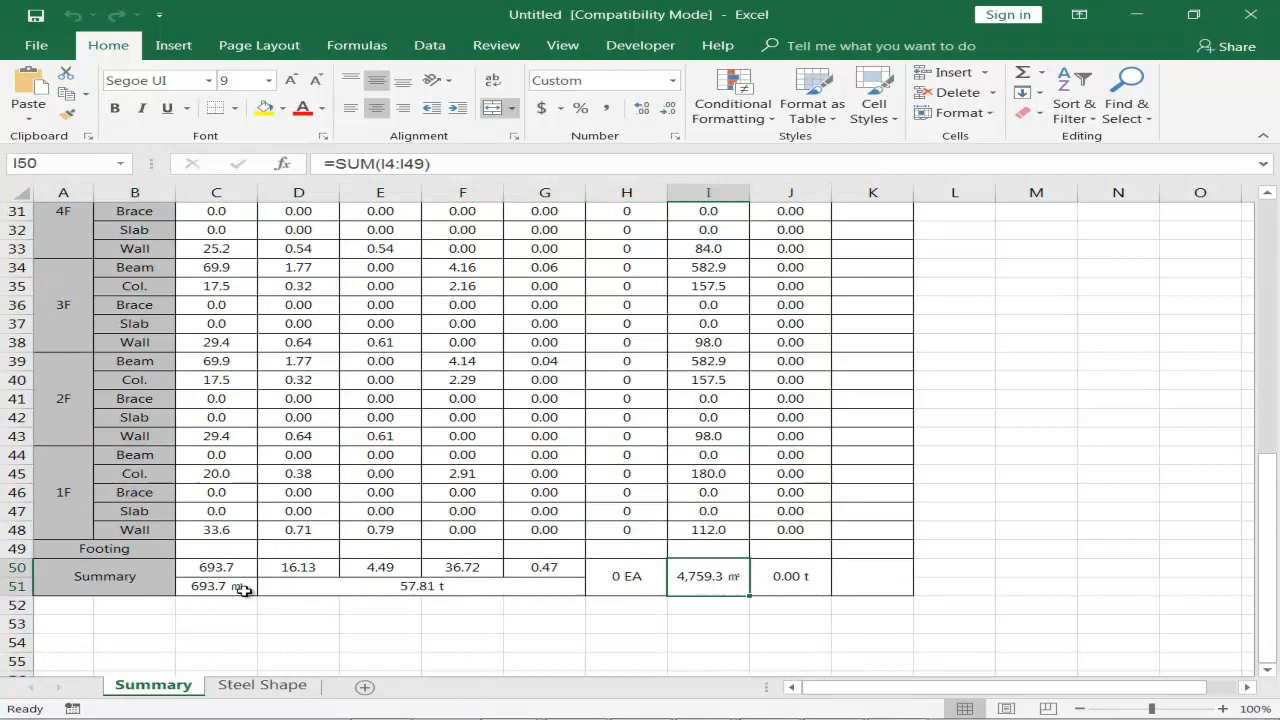 Untitled [Compatibility Mode] - Excel
Sign in
File Home Insert Page Layout Formulas Data Review View Developer Help Tell me what you want to do Share
Paste
Segoe UI 9
B I U A
Custom
$ % ,
Conditional Formatting
Format as Table
Cell Styles
Insert
Delete
Format
Sort & Filter
Find & Select
Clipboard Font Alignment Number Styles Cells Editing
I50 fx =SUM(I4:I49)
A B C D E F G H I J K L M N O
31 4F Brace 0.0 0.00 0.00 0.00 0.00 0 0.0 0.00
32 Slab 0.0 0.00 0.00 0.00 0.00 0 0.0 0.00
33 Wall 25.2 0.54 0.54 0.00 0.00 0 84.0 0.00
34 Beam 69.9 1.77 0.00 4.16 0.06 0 582.9 0.00
35 Col. 17.5 0.32 0.00 2.16 0.00 0 157.5 0.00
36 3F Brace 0.0 0.00 0.00 0.00 0.00 0 0.0 0.00
37 Slab 0.0 0.00 0.00 0.00 0.00 0 0.0 0.00
38 Wall 29.4 0.64 0.61 0.00 0.00 0 98.0 0.00
39 Beam 69.9 1.77 0.00 4.14 0.04 0 582.9 0.00
40 Col. 17.5 0.32 0.00 2.29 0.00 0 157.5 0.00
41 2F Brace 0.0 0.00 0.00 0.00 0.00 0 0.0 0.00
42 Slab 0.0 0.00 0.00 0.00 0.00 0 0.0 0.00
43 Wall 29.4 0.64 0.61 0.00 0.00 0 98.0 0.00
44 Beam 0.0 0.00 0.00 0.00 0.00 0 0.0 0.00
45 Col. 20.0 0.38 0.00 2.91 0.00 0 180.0 0.00
46 1F Brace 0.0 0.00 0.00 0.00 0.00 0 0.0 0.00
47 Slab 0.0 0.00 0.00 0.00 0.00 0 0.0 0.00
48 Wall 33.6 0.71 0.79 0.00 0.00 0 112.0 0.00
49 Footing
50 693.7 16.13 4.49 36.72 0.47
Summary 0 EA 4,759.3 ㎡ 0.00 t
51 693.7 57.81 t
52
53
54
55
Summary Steel Shape
Ready 100%